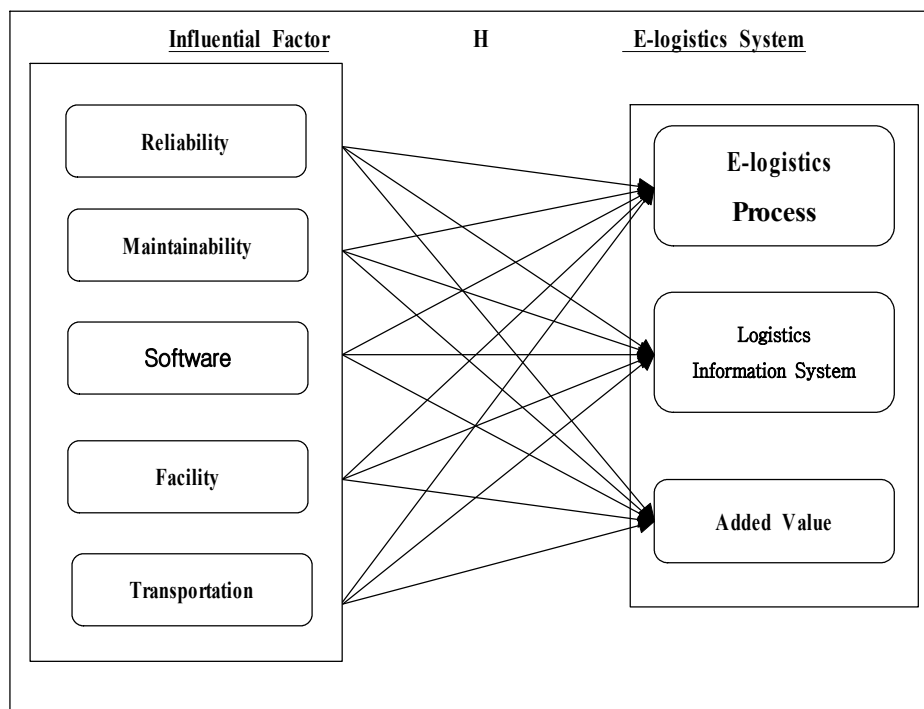 Influential Factor H E-logistics System
Reliability
Maintainability
Software
Facility
Transportation
E-logistics
Process
Logistics
Information System
Added Value